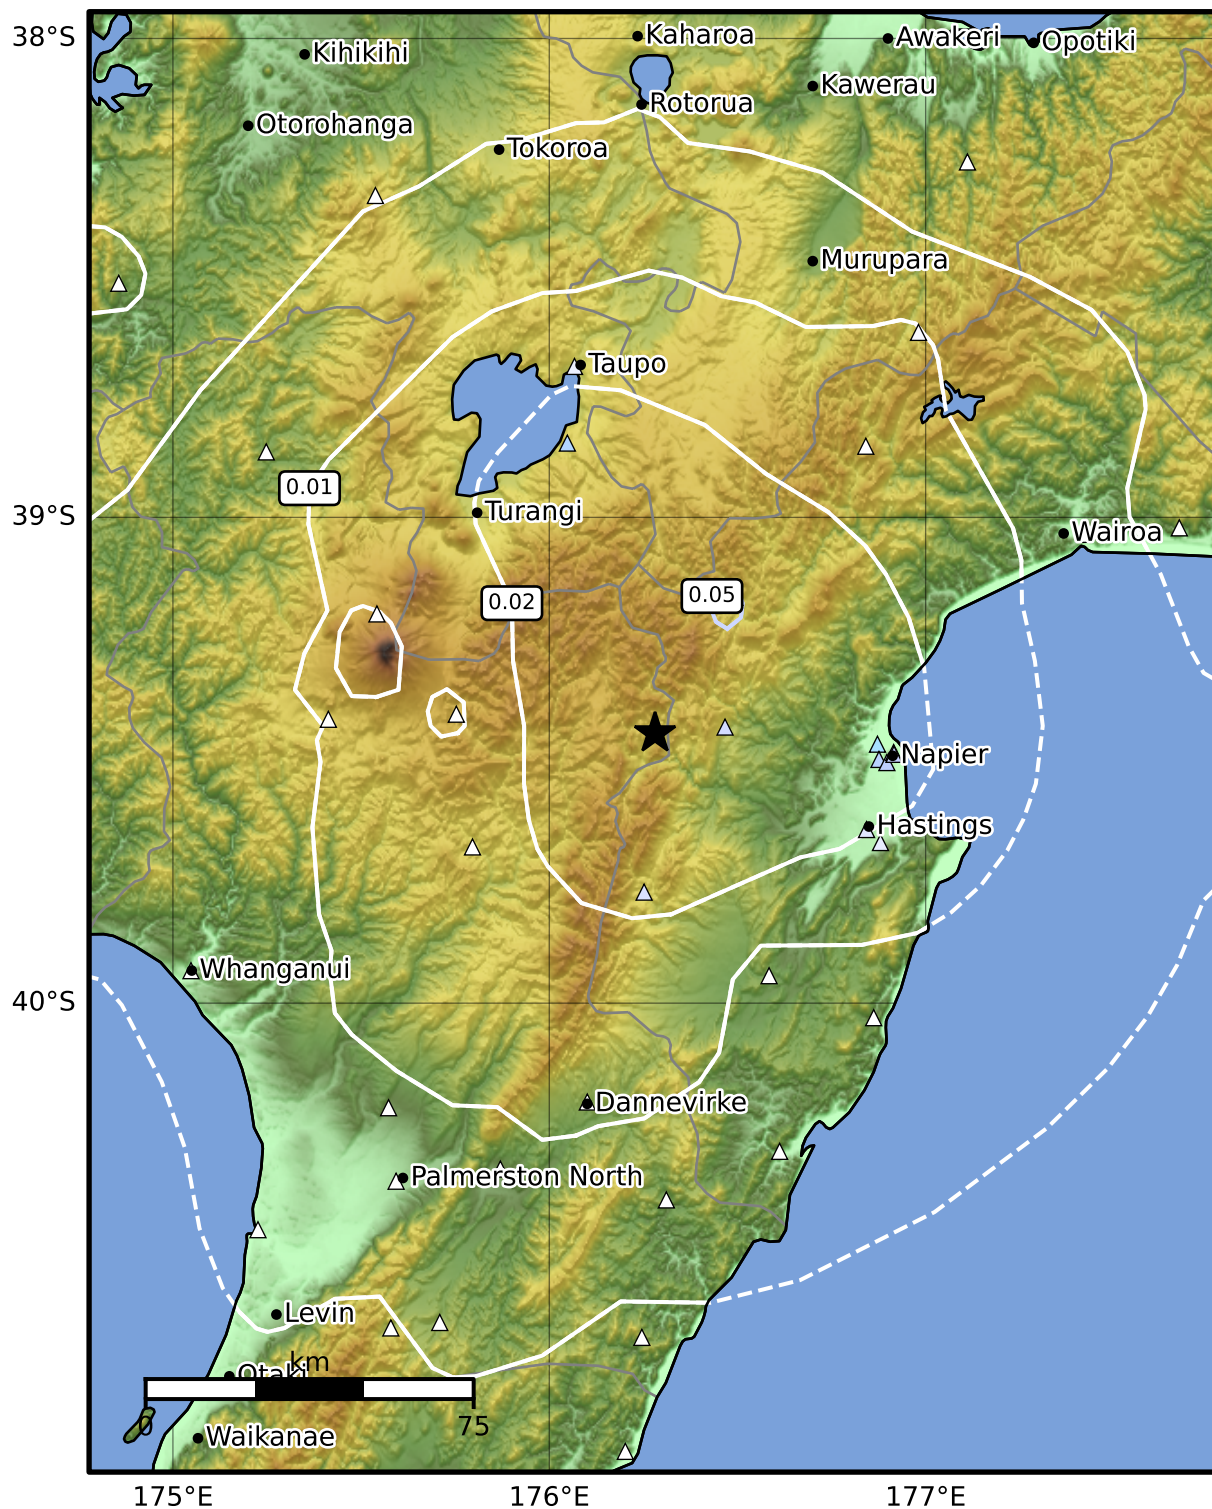 38°S
Kihikihi
Kaharoa
Awakeri
Opotiki
Kawerau
Rotorua
Otorohanga
Tokoroa
Murupara
Taupo
0.01
Turangi
39°S
Wairoa
0.02
0.05
Napier
Hastings
Whanganui
40°S
Dannevirke
Palmerston North
Levin
km
Otaki
0
75
Waikanae
175°E
176°E
177°E